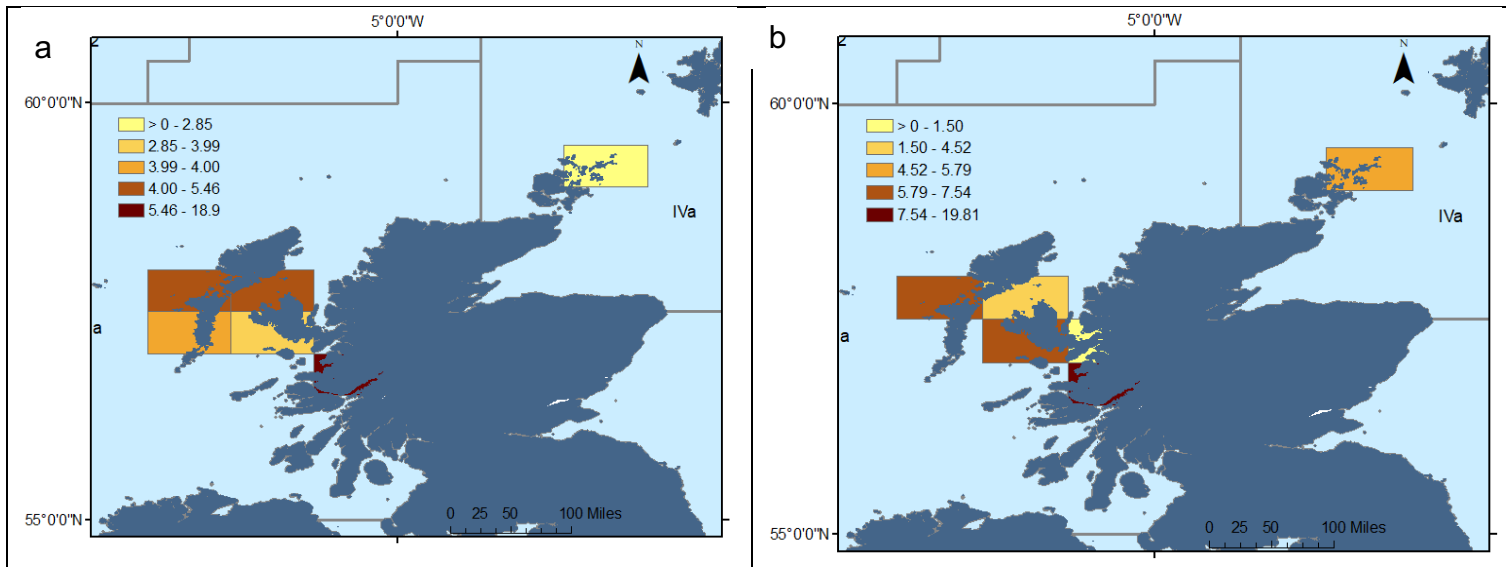 5°0'0"W
a
2
N
60°0'0"N
> 0 - 2.85
2.85 - 3.99
3.99 - 4.00
4.00 - 5.46
5.46 - 18.9
IVa
a
55°0'0"N
0 25 50 100 Miles
5°0'0"W
b
2
N
60°0'0"N
> 0 - 1.50
1.50 - 4.52
4.52 - 5.79
5.79 - 7.54
7.54 - 19.81
IVa
a
55°0'0"N
0 25 50 100 Miles